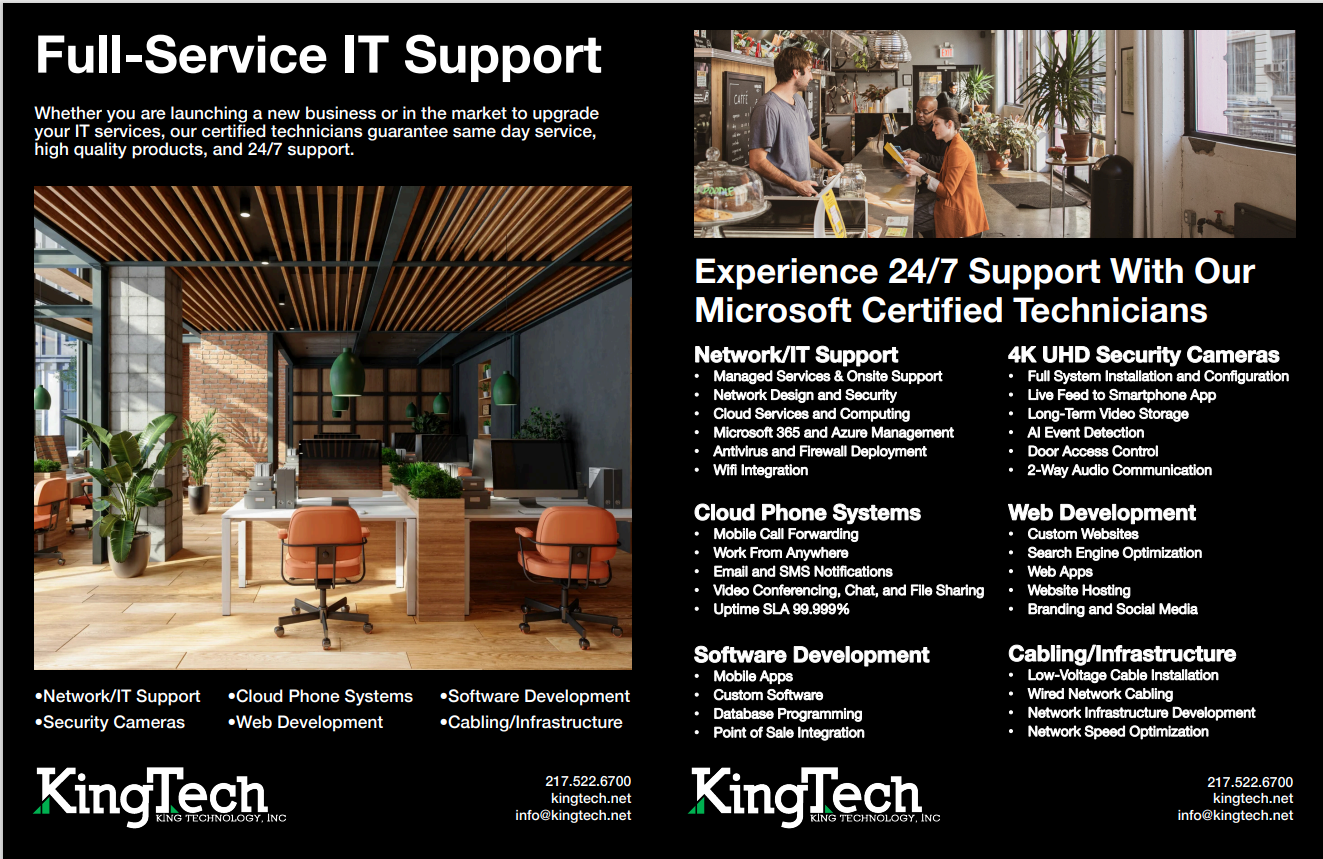 Full-Service IT Support
Whether you are launching a new business or in the market to upgrade
your IT services, our certified technicians guarantee same day service,
high quality products, and 24/7 support.
•Network/IT Support
•Cloud Phone Systems
•Software Development
•Security Cameras
•Web Development
•Cabling/Infrastructure
KingTech
KING TECHNOLOGY, INC
217.522.6700
kingtech.net
info@kingtech.net
CAFFÈ
Experience 24/7 Support With Our
Microsoft Certified Technicians
Network/IT Support
• Managed Services & Onsite Support
• Network Design and Security
• Cloud Services and Computing
• Microsoft 365 and Azure Management
• Antivirus and Firewall Deployment
• Wifi Integration
4K UHD Security Cameras
• Full System Installation and Configuration
• Live Feed to Smartphone App
• Long-Term Video Storage
• AI Event Detection
• Door Access Control
• 2-Way Audio Communication
Cloud Phone Systems
• Mobile Call Forwarding
• Work From Anywhere
• Email and SMS Notifications
• Video Conferencing, Chat, and File Sharing
• Uptime SLA 99.999%
Web Development
• Custom Websites
• Search Engine Optimization
• Web Apps
• Website Hosting
• Branding and Social Media
Software Development
• Mobile Apps
• Custom Software
• Database Programming
• Point of Sale Integration
Cabling/Infrastructure
• Low-Voltage Cable Installation
• Wired Network Cabling
• Network Infrastructure Development
• Network Speed Optimization
KingTech
KING TECHNOLOGY, INC
217.522.6700
kingtech.net
info@kingtech.net